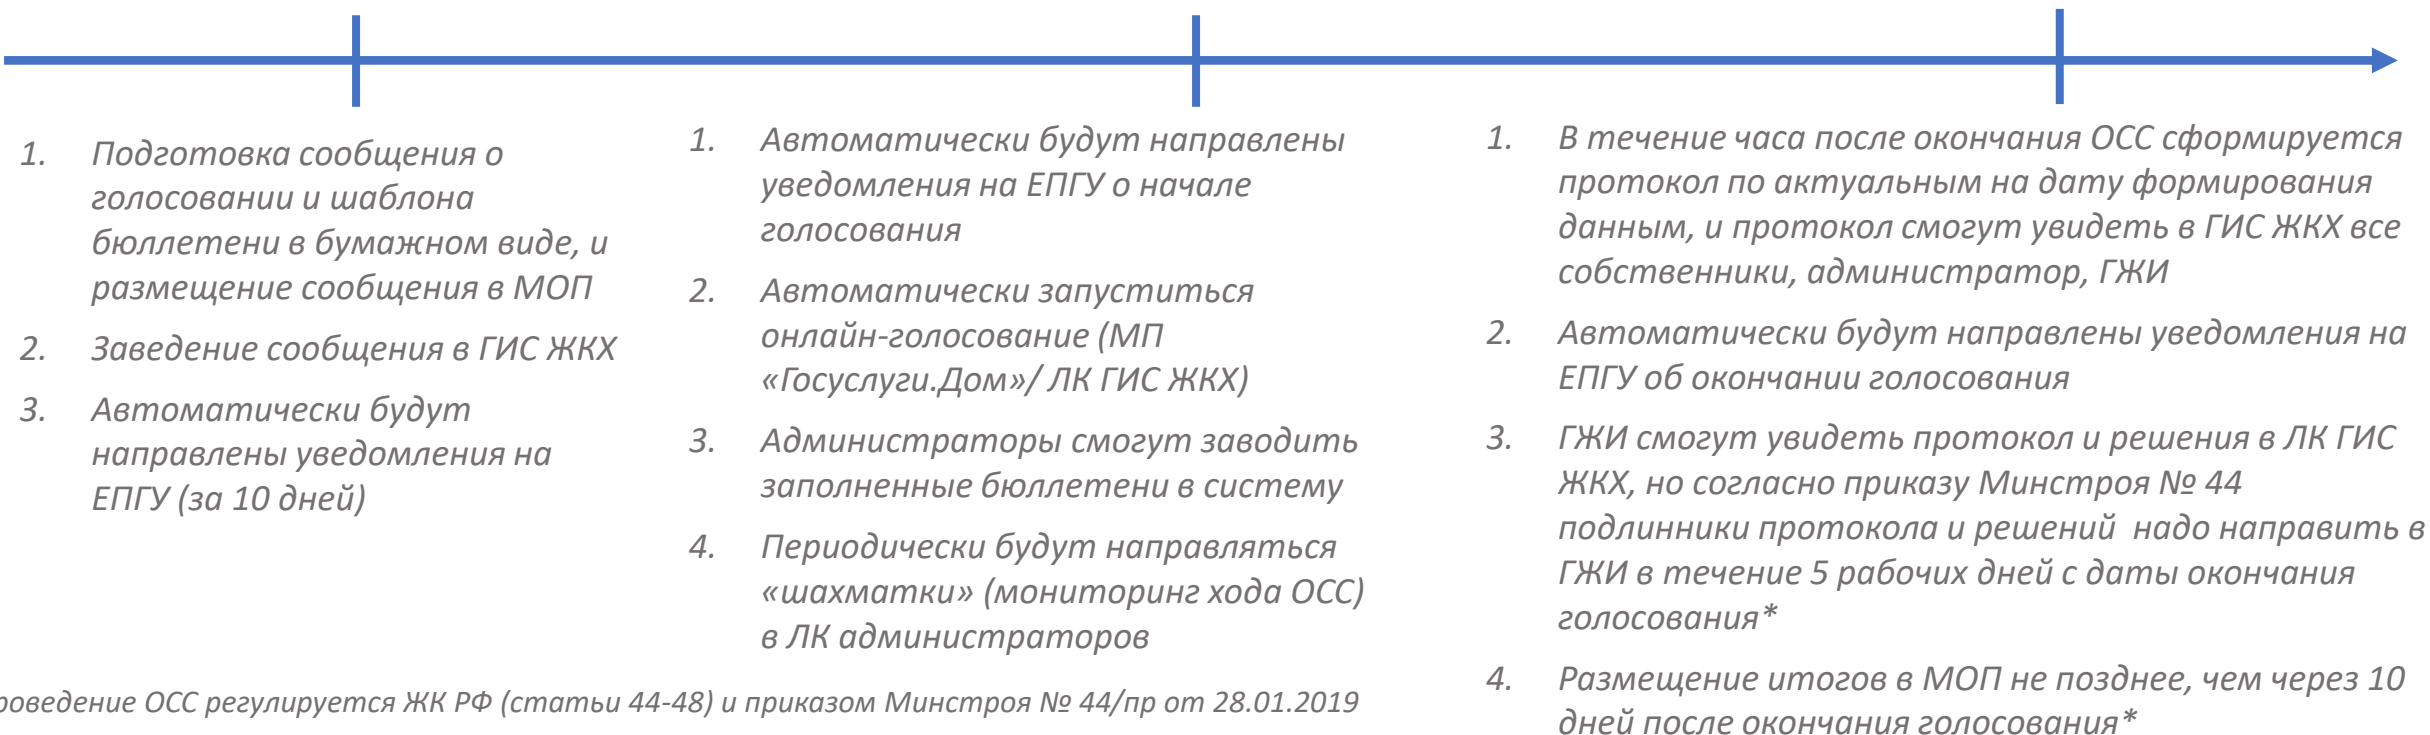 1. Подготовка сообщения о
голосовании и шаблона
бюллетени в бумажном виде, и
размещение сообщения в МОП
2. Заведение сообщения в ГИС ЖКХ
3. Автоматически будут
направлены уведомления на
ЕПГУ (за 10 дней)
1. Автоматически будут направлены
уведомления на ЕПГУ о начале
голосования
2. Автоматически запуститься
онлайн-голосование (МП
«Госуслуги.Дом»/ ЛК ГИС ЖКХ)
3. Администраторы смогут заводить
заполненные бюллетени в систему
4. Периодически будут направляться
«шахматки» (мониторинг хода ОСС)
в ЛК администраторов
1. В течение часа после окончания ОСС сформируется
протокол по актуальным на дату формирования
данным, и протокол смогут увидеть в ГИС ЖКХ все
собственники, администратор, ГЖИ
2. Автоматически будут направлены уведомления на
ЕПГУ об окончании голосования
3. ГЖИ смогут увидеть протокол и решения в ЛК ГИС
ЖКХ, но согласно приказу Минстроя № 44
подлинники протокола и решений надо направить в
ГЖИ в течение 5 рабочих дней с даты окончания
голосования*
4. Размещение итогов в МОП не позднее, чем через 10
дней после окончания голосования*
роведение ОСС регулируется ЖК РФ (статьи 44-48) и приказом Минстроя № 44/пр от 28.01.2019